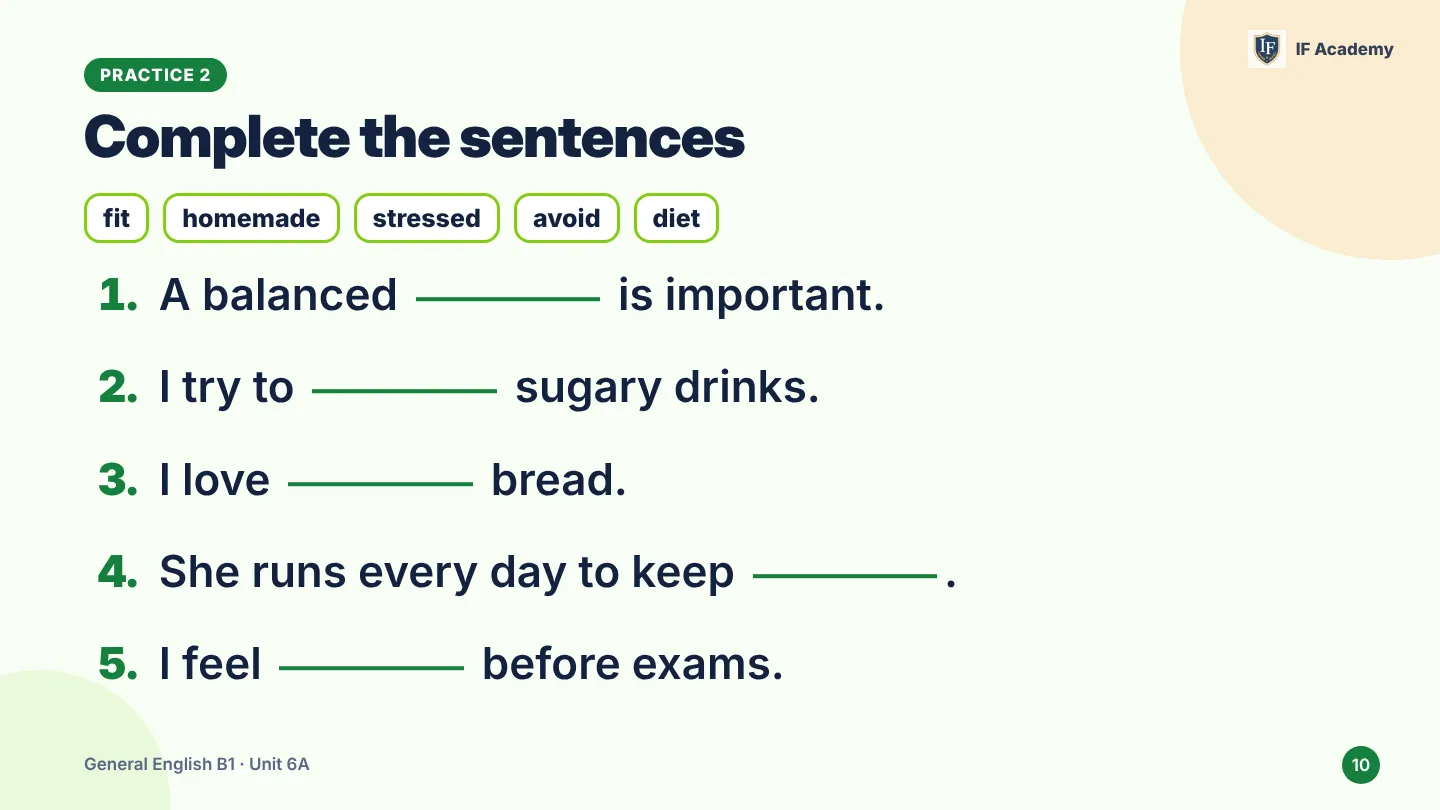 IF IF Academy
PRACTICE 2
Complete the sentences
fit homemade stressed avoid diet
1. A balanced ________ is important.
2. I try to ________ sugary drinks.
3. I love ________ bread.
4. She runs every day to keep ________.
5. I feel ________ before exams.
General English B1 · Unit 6A
10